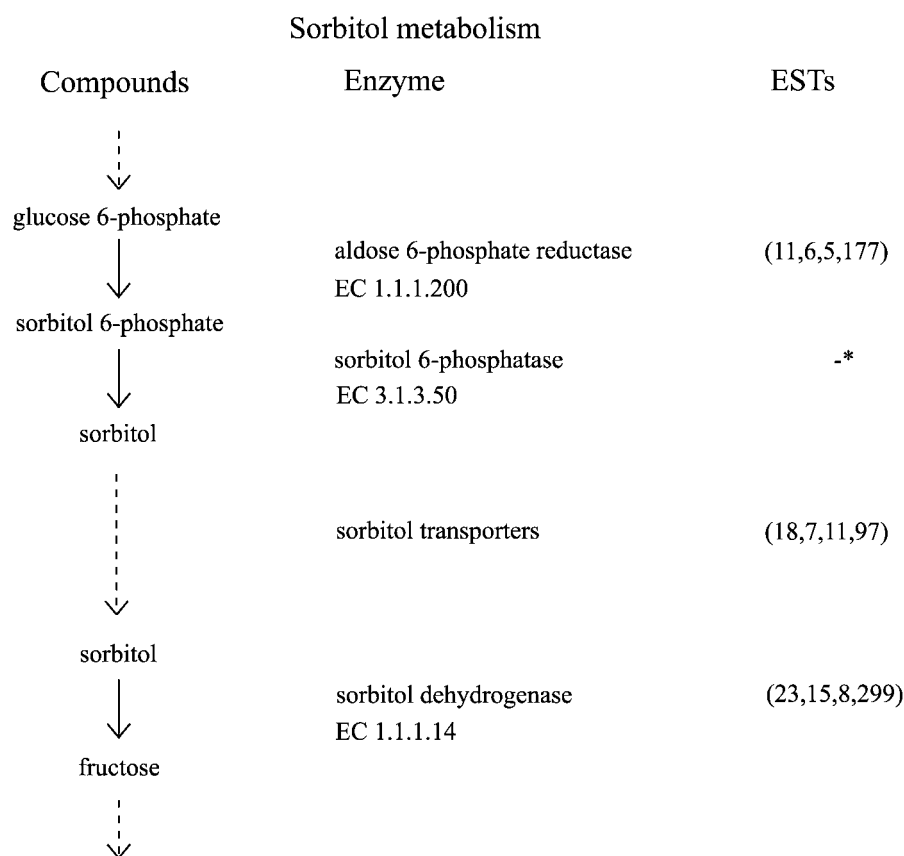 Sorbitol metabolism
Compounds Enzyme ESTs
glucose 6-phosphate
aldose 6-phosphate reductase (11,6,5,177)
EC 1.1.1.200
sorbitol 6-phosphate
sorbitol 6-phosphatase -*
EC 3.1.3.50
sorbitol
sorbitol transporters (18,7,11,97)
sorbitol
sorbitol dehydrogenase (23,15,8,299)
EC 1.1.1.14
fructose